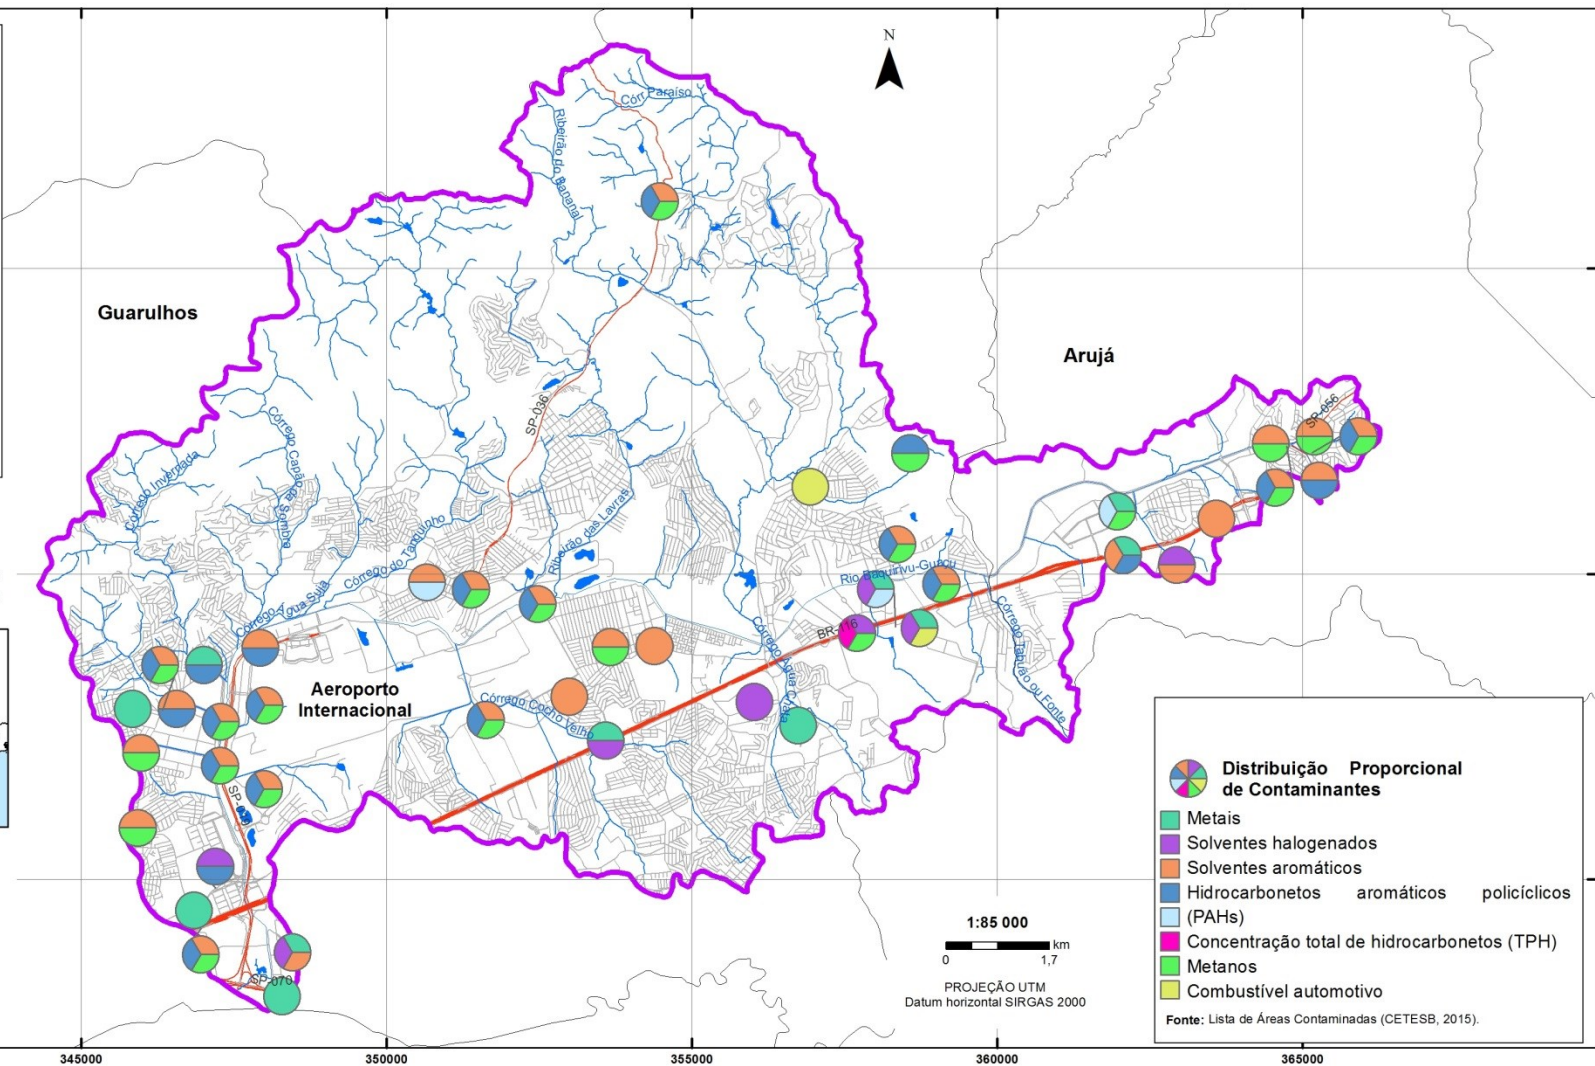 N
Córr Paraíso
Ribeirão do Bananal
Guarulhos
Arujá
SP-036
SP-056
Córrego Invernada
Córrego Capão da Sombra
Córrego do Tanquinho
Ribeirão das Lavras
Córrego Água Suja
Rio Baquirivu-Guaçu
BR-116
Córrego Tabuão ou Fonte
Aeroporto
Internacional
Córrego Cocho Velho
SP-070
1:85 000
km
0 1,7
PROJEÇÃO UTM
Datum horizontal SIRGAS 2000
Distribuição Proporcional
de Contaminantes
Metais
Solventes halogenados
Solventes aromáticos
Hidrocarbonetos aromáticos policíclicos
(PAHs)
Concentração total de hidrocarbonetos (TPH)
Metanos
Combustível automotivo
Fonte: Lista de Áreas Contaminadas (CETESB, 2015).
345000 350000 355000 360000 365000